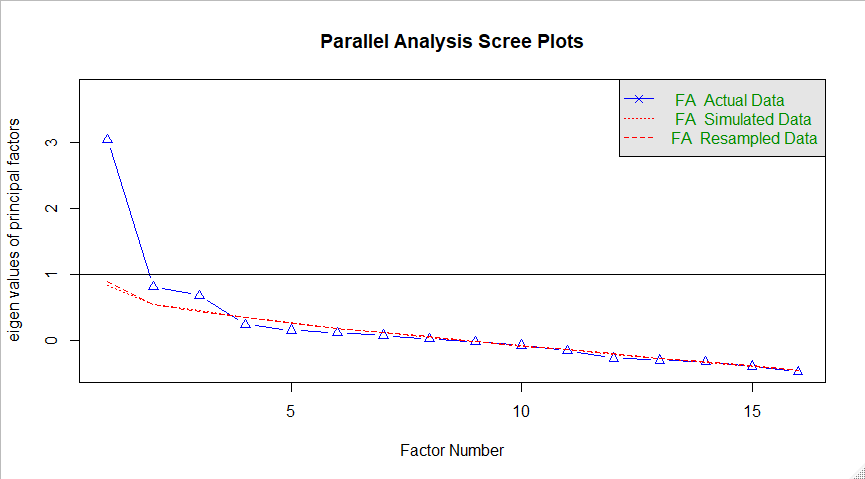 Parallel Analysis Scree Plots
FA Actual Data
FA Simulated Data
FA Resampled Data
eigen values of principal factors
3
2
1
0
5
10
15
Factor Number